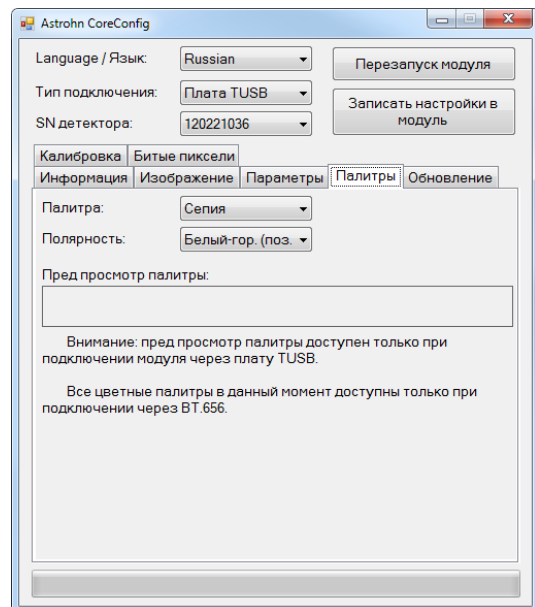 Astrohn CoreConfig
Language / Язык:
Russian
Перезапуск модуля
Тип подключения:
Плата TUSB
Записать настройки в
модуль
SN детектора:
120221036
Калибровка
Битые пиксели
Информация
Изображение
Параметры
Палитры
Обновление
Палитра:
Сепия
Полярность:
Белый-гор. (поз.
Пред просмотр палитры:
Внимание: пред просмотр палитры доступен только при
подключении модуля через плату TUSB.
Все цветные палитры в данный момент доступны только при
подключении через BT.656.